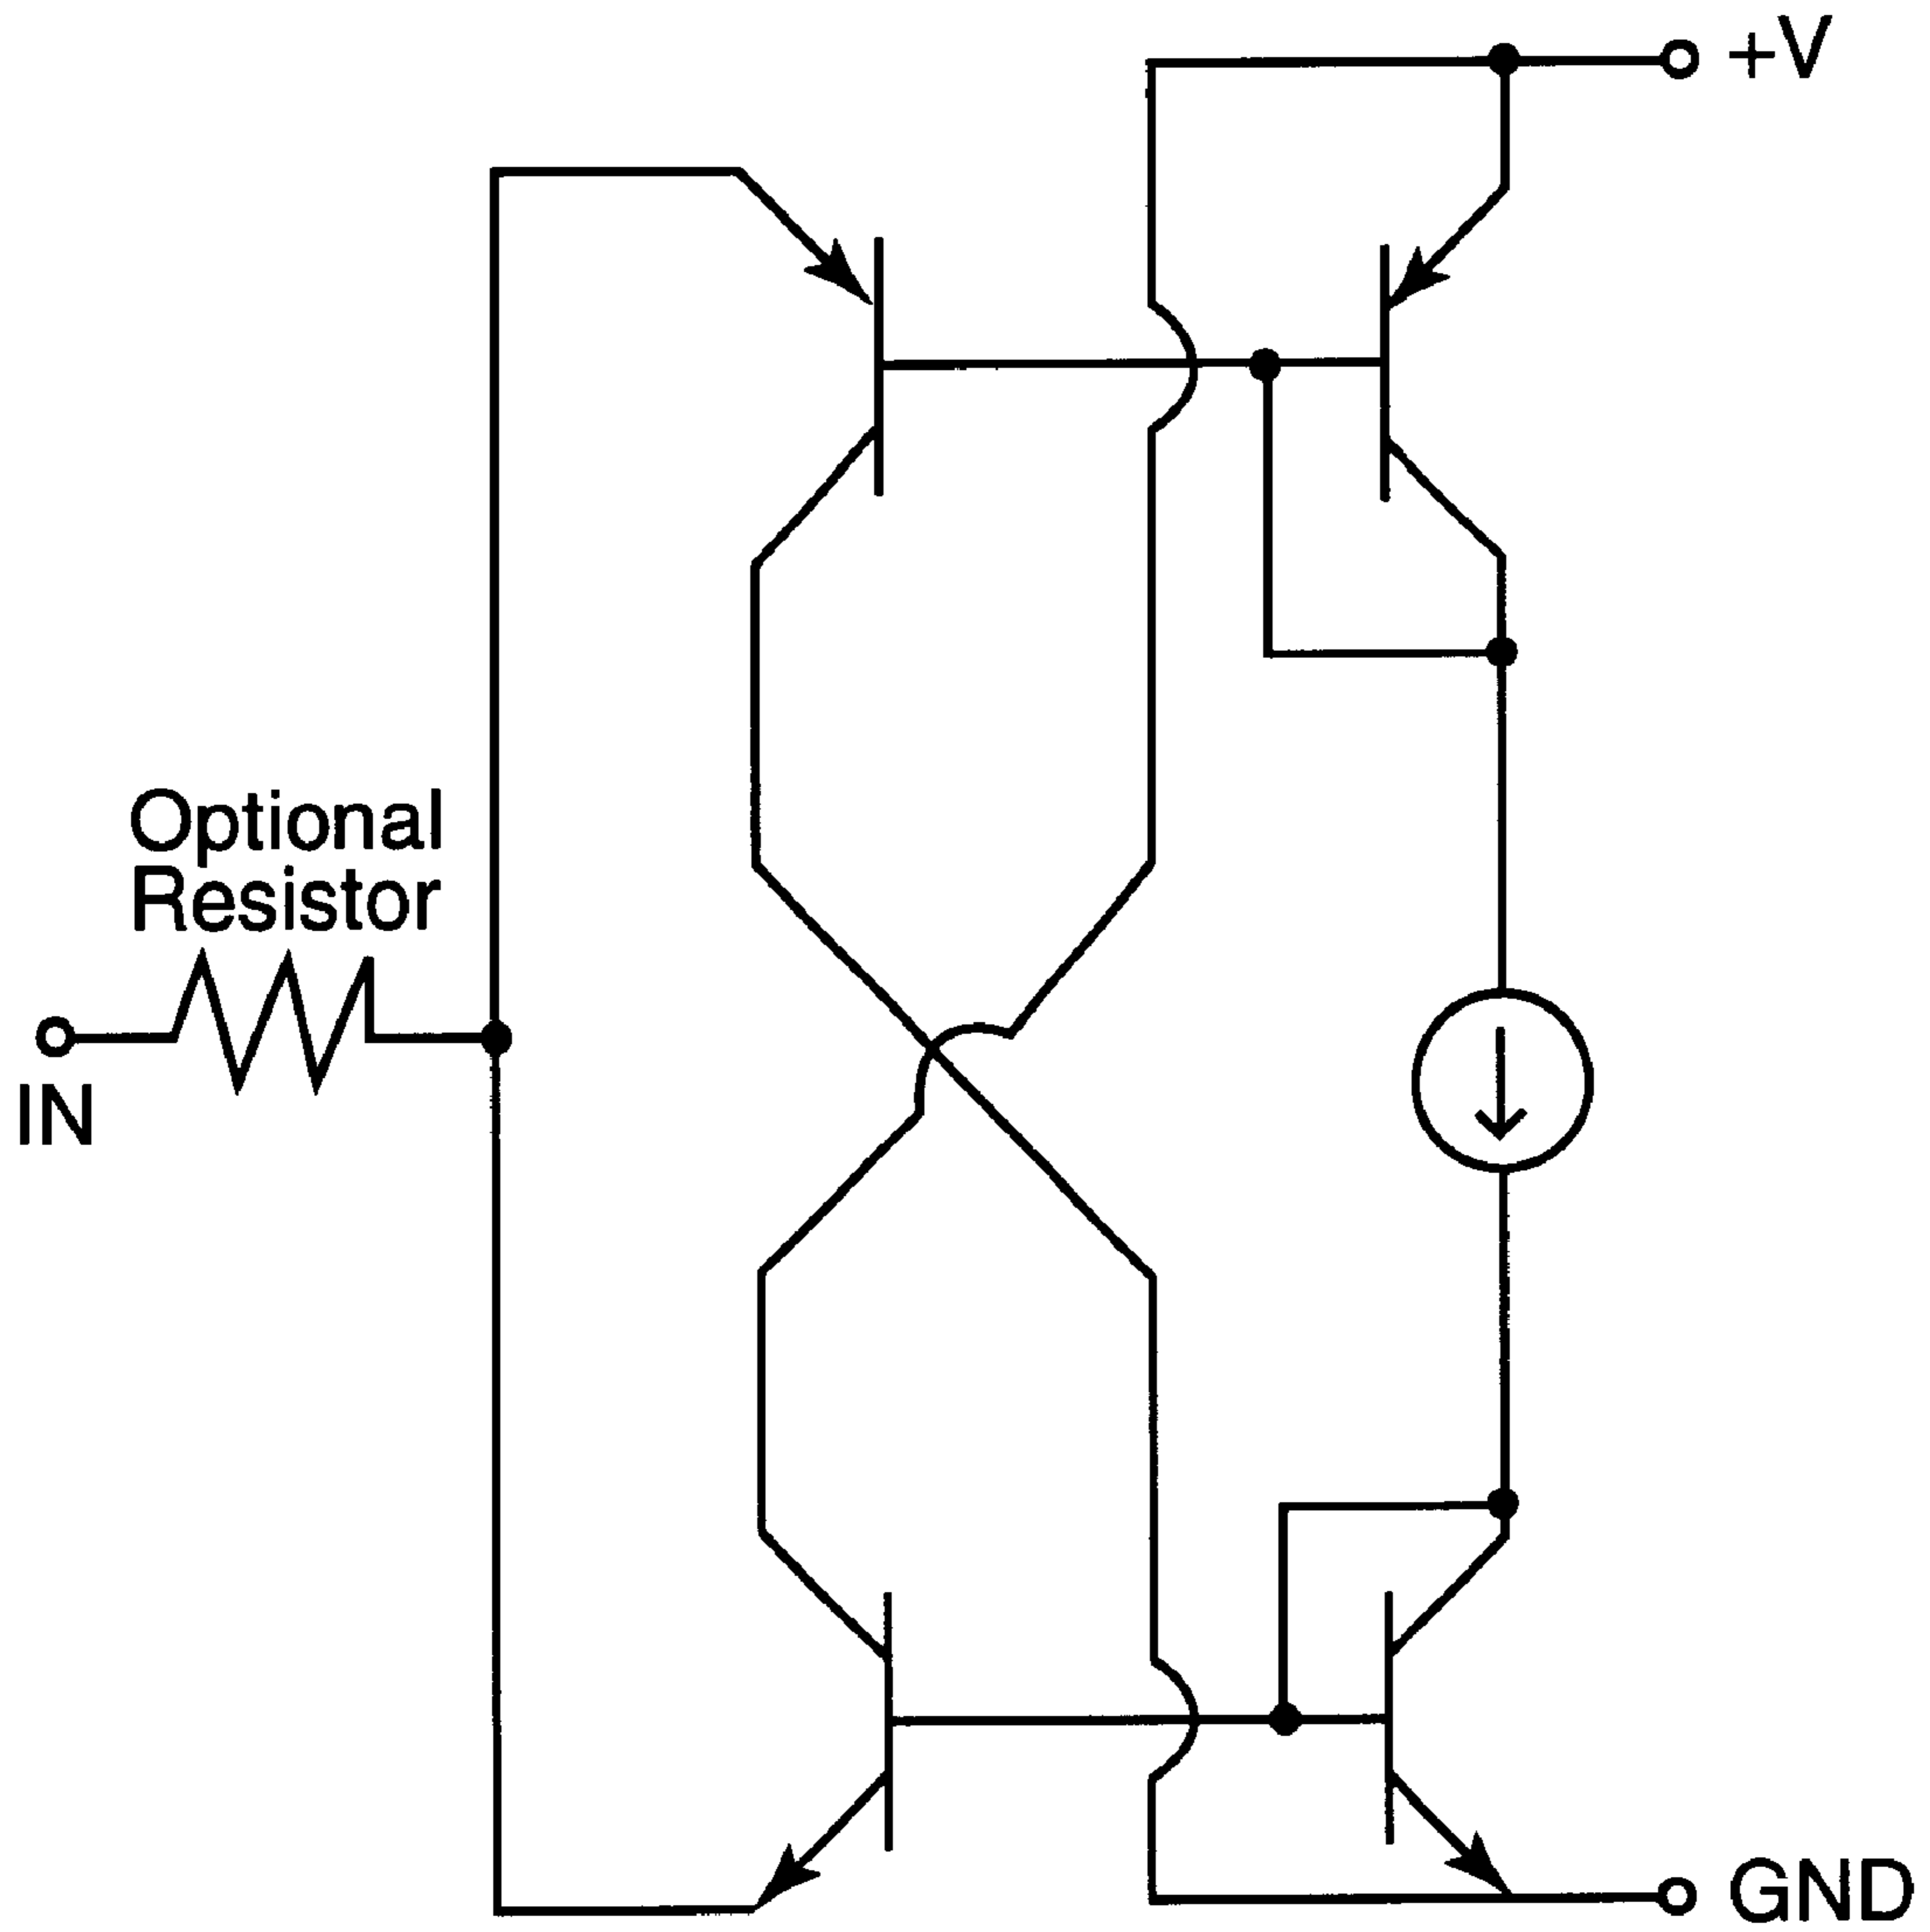 +V
Optional
Resistor
IN
GND